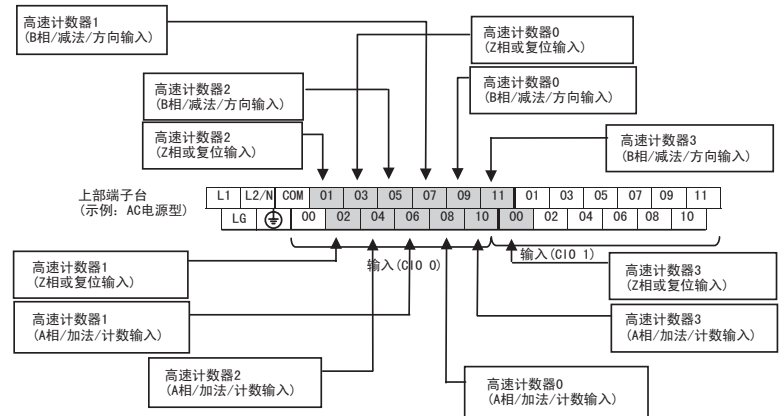 高速计数器1
(B相/减法/方向输入)
高速计数器0
(Z相或复位输入)
高速计数器2
(B相/减法/方向输入)
高速计数器0
(B相/减法/方向输入)
高速计数器2
(Z相或复位输入)
高速计数器3
(B相/减法/方向输入)
上部端子台
(示例：AC电源型)
L1 L2/N COM 01 03 05 07 09 11 01 03 05 07 09 11
LG 00 02 04 06 08 10 00 02 04 06 08 10
输入(CIO 0)
输入(CIO 1)
高速计数器1
(Z相或复位输入)
高速计数器3
(Z相或复位输入)
高速计数器1
(A相/加法/计数输入)
高速计数器3
(A相/加法/计数输入)
高速计数器2
(A相/加法/计数输入)
高速计数器0
(A相/加法/计数输入)